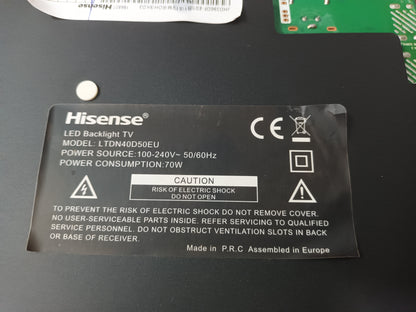 Hisense
Hisense®
LED Backlight TV
MODEL: LTDN40D50EU
POWER SOURCE:100-240V~ 50/60Hz
POWER CONSUMPTION:70W
CE
CAUTION
RISK OF ELECTRIC SHOCK
DO NOT OPEN
TO PREVENT THE RISK OF ELECTRIC SHOCK DO NOT REMOVE COVER.
NO USER-SERVICEABLE PARTS INSIDE. REFER SERVICING TO QUALIFIED
SERVICE PERSONNEL. DO NOT OBSTRUCT VENTILATION SLOTS IN BACK
OR BASE OF RECEIVER.
Made in P.R.C Assembled in Europe